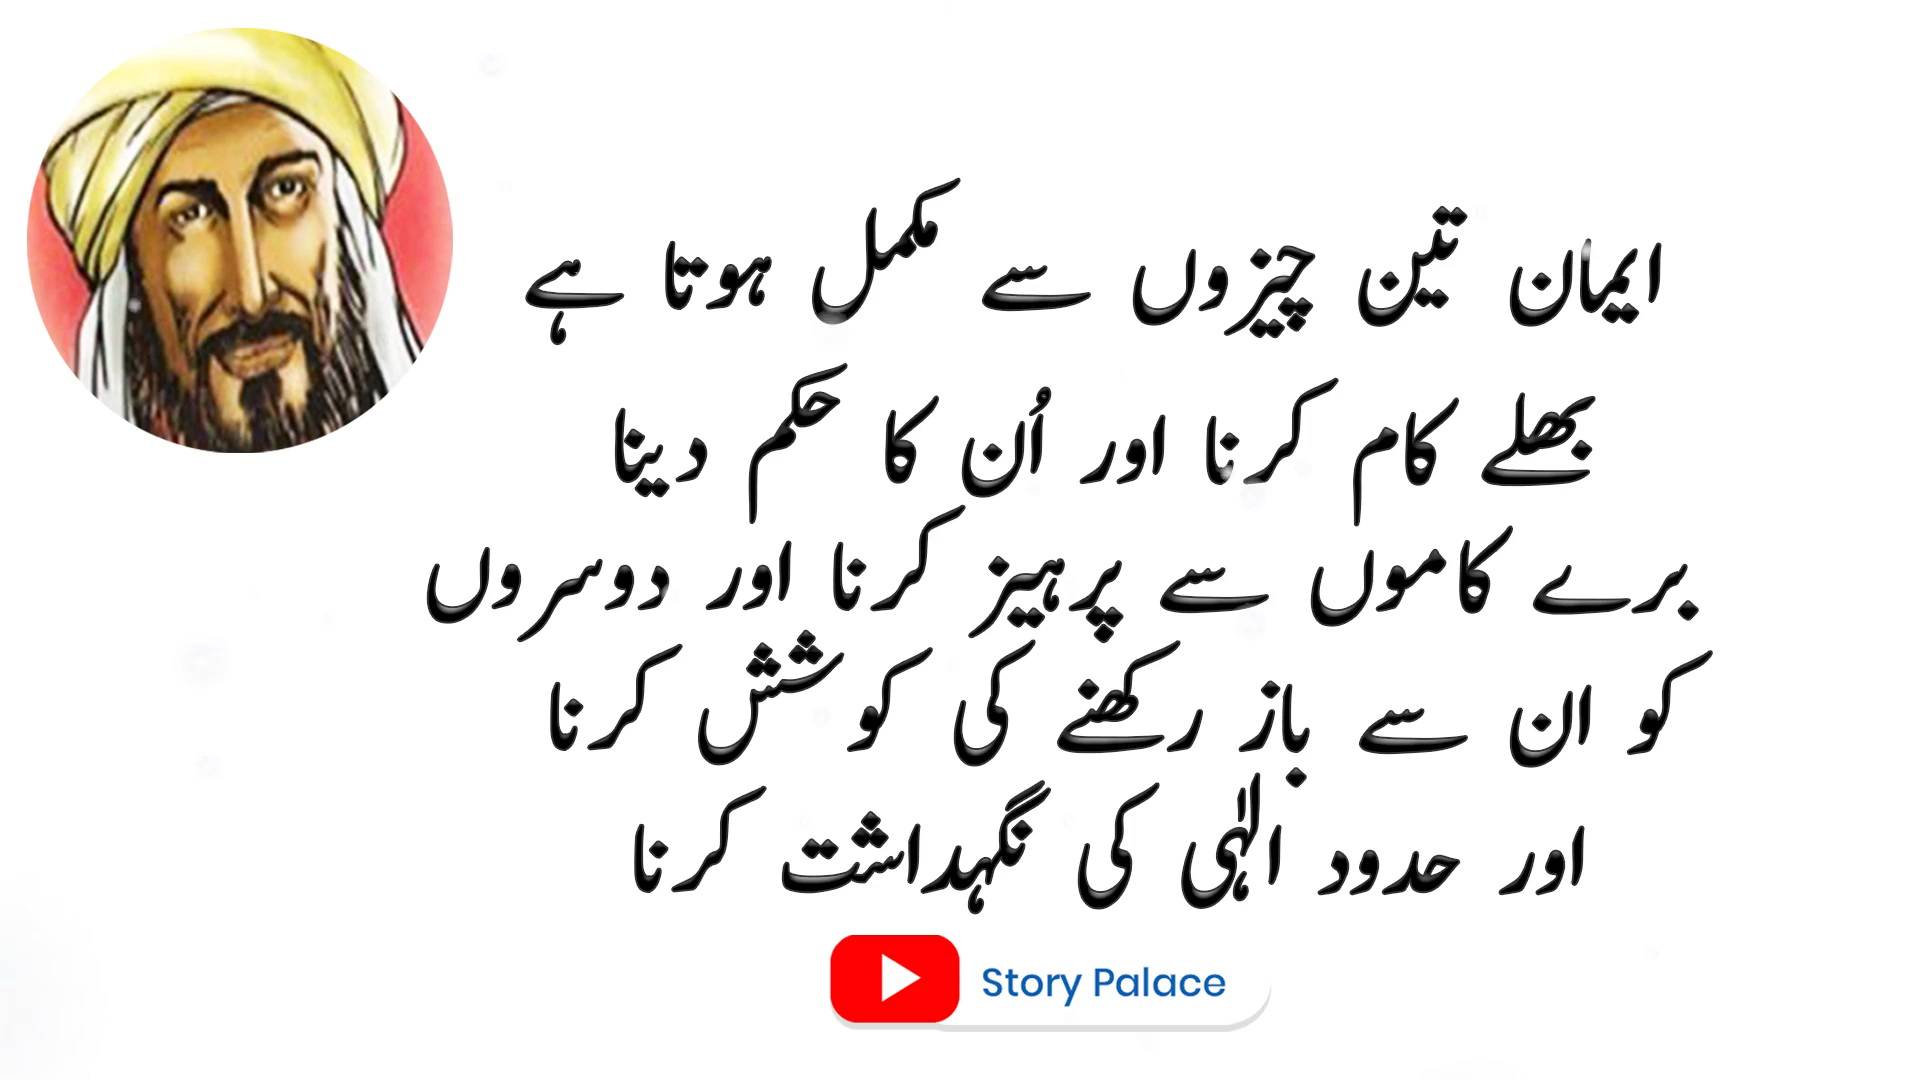 ایمان تین چیزوں سے مکمل ہوتا ہے
بھلے کام کرنا اور اُن کا حکم دینا
برے کاموں سے پرہیز کرنا اور دوسروں
کو ان سے باز رکھنے کی کوشش کرنا
اور حدود الٰہی کی نگہداشت کرنا
Story Palace